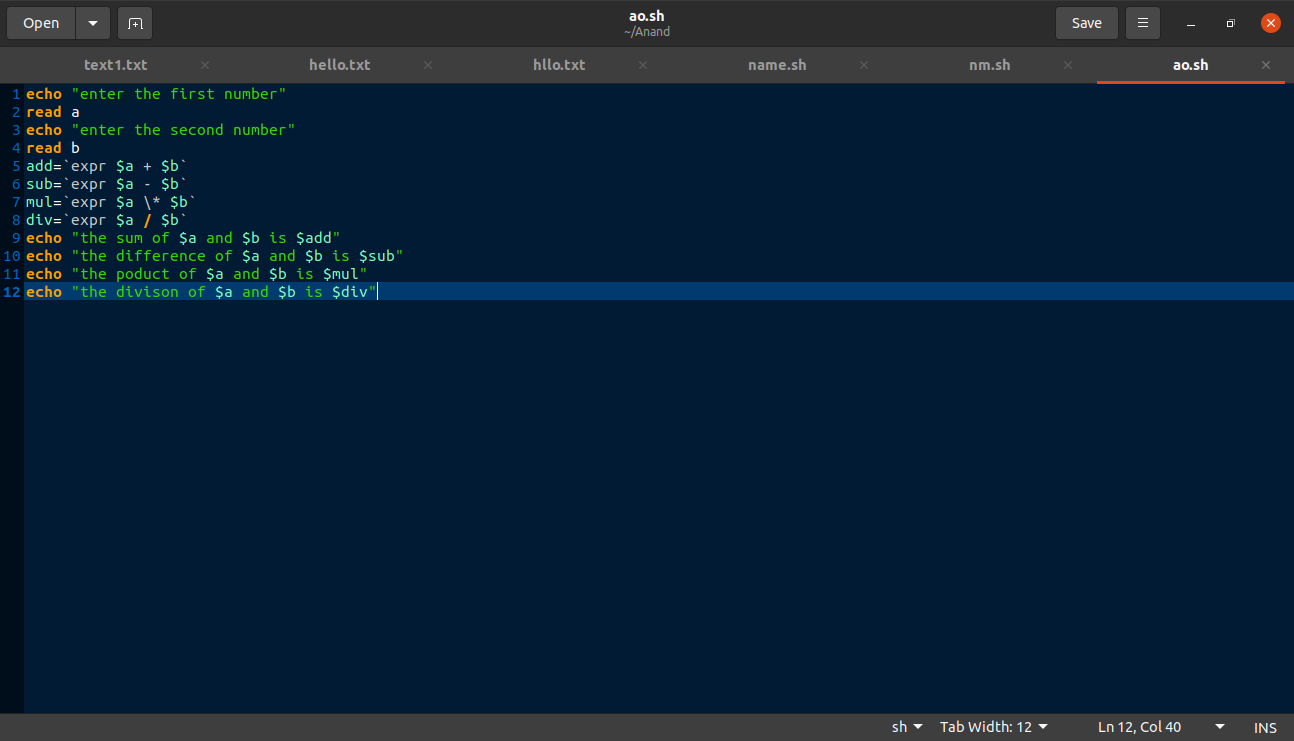 Open
ao.sh
~/Anand
Save
text1.txt
hello.txt
hllo.txt
name.sh
nm.sh
ao.sh
1 echo "enter the first number"
2 read a
3 echo "enter the second number"
4 read b
5 add=`expr $a + $b`
6 sub=`expr $a - $b`
7 mul=`expr $a \* $b`
8 div=`expr $a / $b`
9 echo "the sum of $a and $b is $add"
10 echo "the difference of $a and $b is $sub"
11 echo "the poduct of $a and $b is $mul"
12 echo "the divison of $a and $b is $div"
sh Tab Width: 12 Ln 12, Col 40 INS